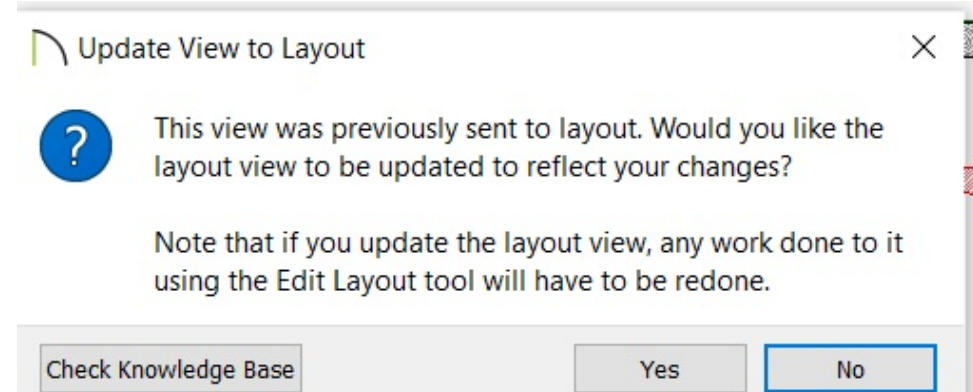 Update View to Layout
This view was previously sent to layout. Would you like the
layout view to be updated to reflect your changes?
Note that if you update the layout view, any work done to it
using the Edit Layout tool will have to be redone.
Check Knowledge Base
Yes
No